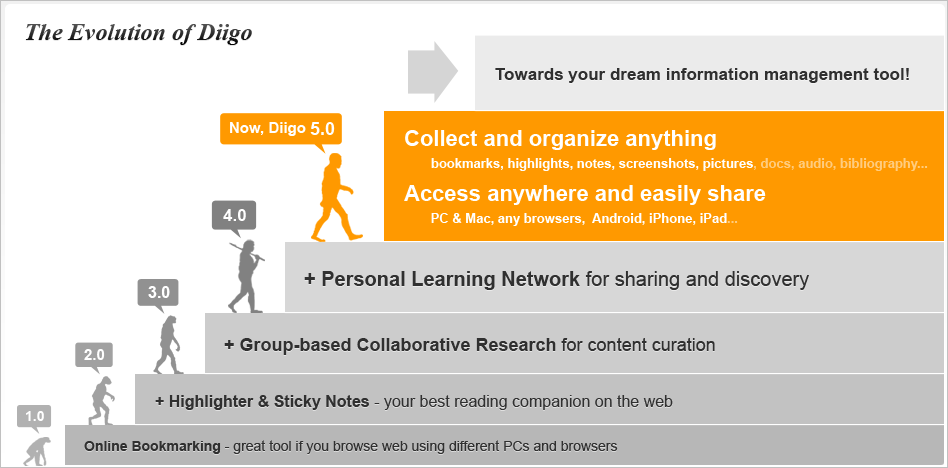 The Evolution of Diigo
Towards your dream information management tool!
Now, Diigo 5.0
Collect and organize anything
bookmarks, highlights, notes, screenshots, pictures, docs, audio, bibliography...
Access anywhere and easily share
PC & Mac, any browsers, Android, iPhone, iPad...
4.0
+ Personal Learning Network for sharing and discovery
3.0
+ Group-based Collaborative Research for content curation
2.0
+ Highlighter & Sticky Notes - your best reading companion on the web
1.0
Online Bookmarking - great tool if you browse web using different PCs and browsers